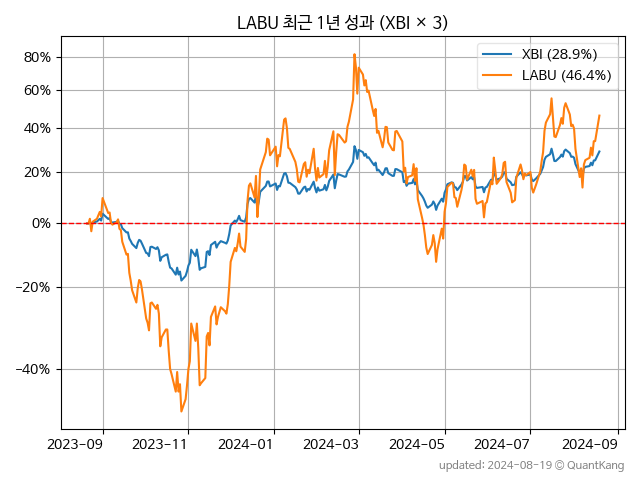 LABU 최근 1년 성과 (XBI × 3)
XBI (28.9%)
LABU (46.4%)
80%
60%
40%
20%
0%
−20%
−40%
2023-09 2023-11 2024-01 2024-03 2024-05 2024-07 2024-09
updated: 2024-08-19 © QuantKang